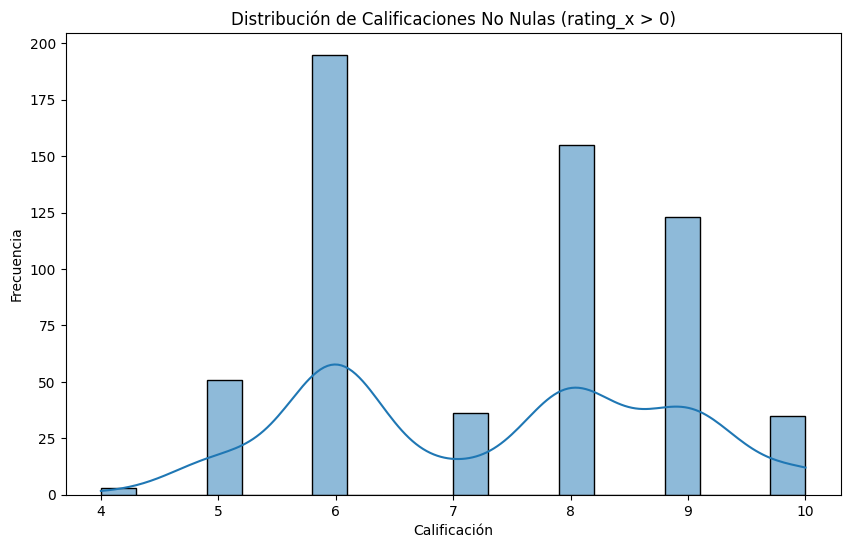 Distribución de Calificaciones No Nulas (rating_x > 0)
200
175
150
125
100
75
50
25
0
Frecuencia
4 5 6 7 8 9 10
Calificación